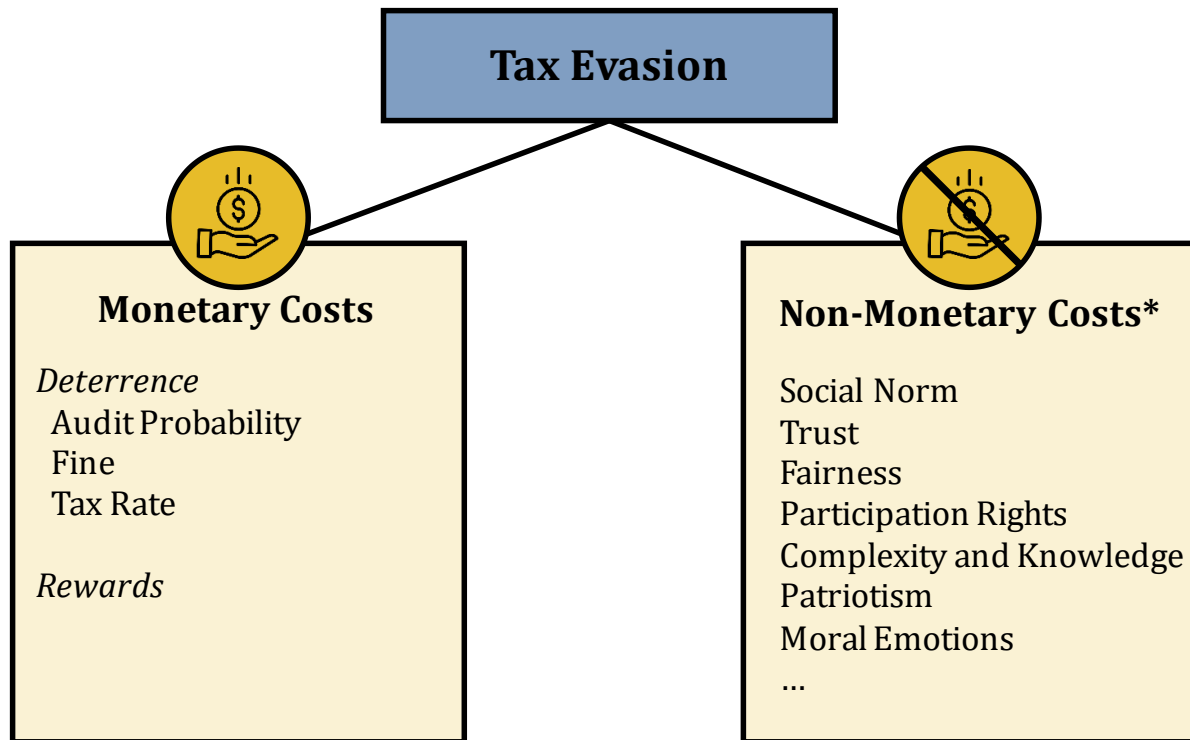 Tax Evasion
$
Monetary Costs
Deterrence
Audit Probability
Fine
Tax Rate
Rewards
$
Non-Monetary Costs*
Social Norm
Trust
Fairness
Participation Rights
Complexity and Knowledge
Patriotism
Moral Emotions
…